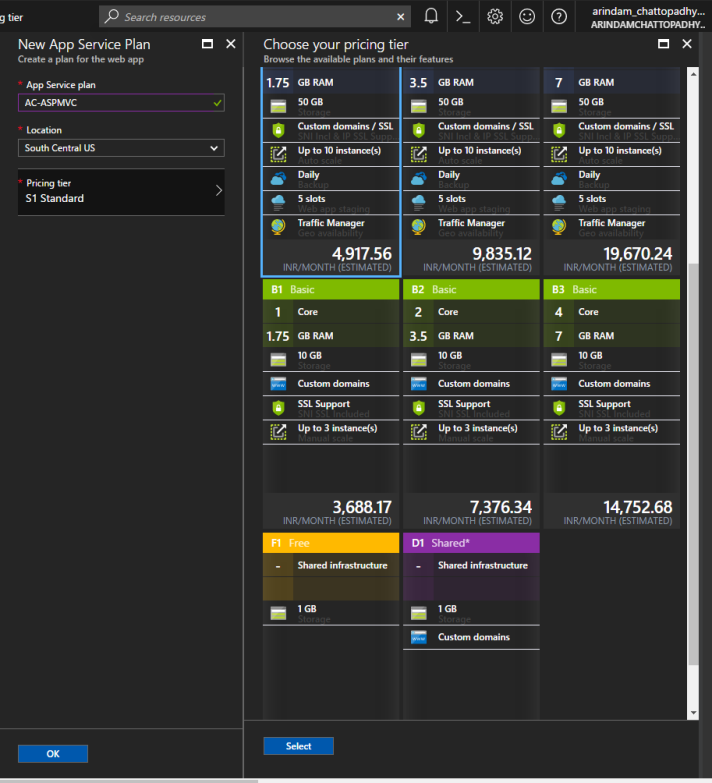 ng tier
Search resources
arindam_chattopadhy...
ARINDAMCHATTOPADHY...
New App Service Plan
Create a plan for the web app
* App Service plan
AC-ASPMVC
* Location
South Central US
* Pricing tier
S1 Standard
OK
Choose your pricing tier
Browse the available plans and their features
1.75 GB RAM
50 GB
Storage
Custom domains / SSL
SNI Incl & IP SSL Supp...
Up to 10 instance(s)
Auto scale
Daily
Backup
5 slots
Web app staging
Traffic Manager
Geo availability
4,917.56
INR/MONTH (ESTIMATED)
3.5 GB RAM
50 GB
Storage
Custom domains / SSL
SNI Incl & IP SSL Supp...
Up to 10 instance(s)
Auto scale
Daily
Backup
5 slots
Web app staging
Traffic Manager
Geo availability
9,835.12
INR/MONTH (ESTIMATED)
7 GB RAM
50 GB
Storage
Custom domains / SSL
SNI Incl & IP SSL Supp...
Up to 10 instance(s)
Auto scale
Daily
Backup
5 slots
Web app staging
Traffic Manager
Geo availability
19,670.24
INR/MONTH (ESTIMATED)
B1 Basic
1 Core
1.75 GB RAM
10 GB
Storage
Custom domains
SSL Support
SNI SSL Included
Up to 3 instance(s)
Manual scale
3,688.17
INR/MONTH (ESTIMATED)
B2 Basic
2 Core
3.5 GB RAM
10 GB
Storage
Custom domains
SSL Support
SNI SSL Included
Up to 3 instance(s)
Manual scale
7,376.34
INR/MONTH (ESTIMATED)
B3 Basic
4 Core
7 GB RAM
10 GB
Storage
Custom domains
SSL Support
SNI SSL Included
Up to 3 instance(s)
Manual scale
14,752.68
INR/MONTH (ESTIMATED)
F1 Free
- Shared infrastructure
1 GB
Storage
D1 Shared*
- Shared infrastructure
1 GB
Storage
Custom domains
Select